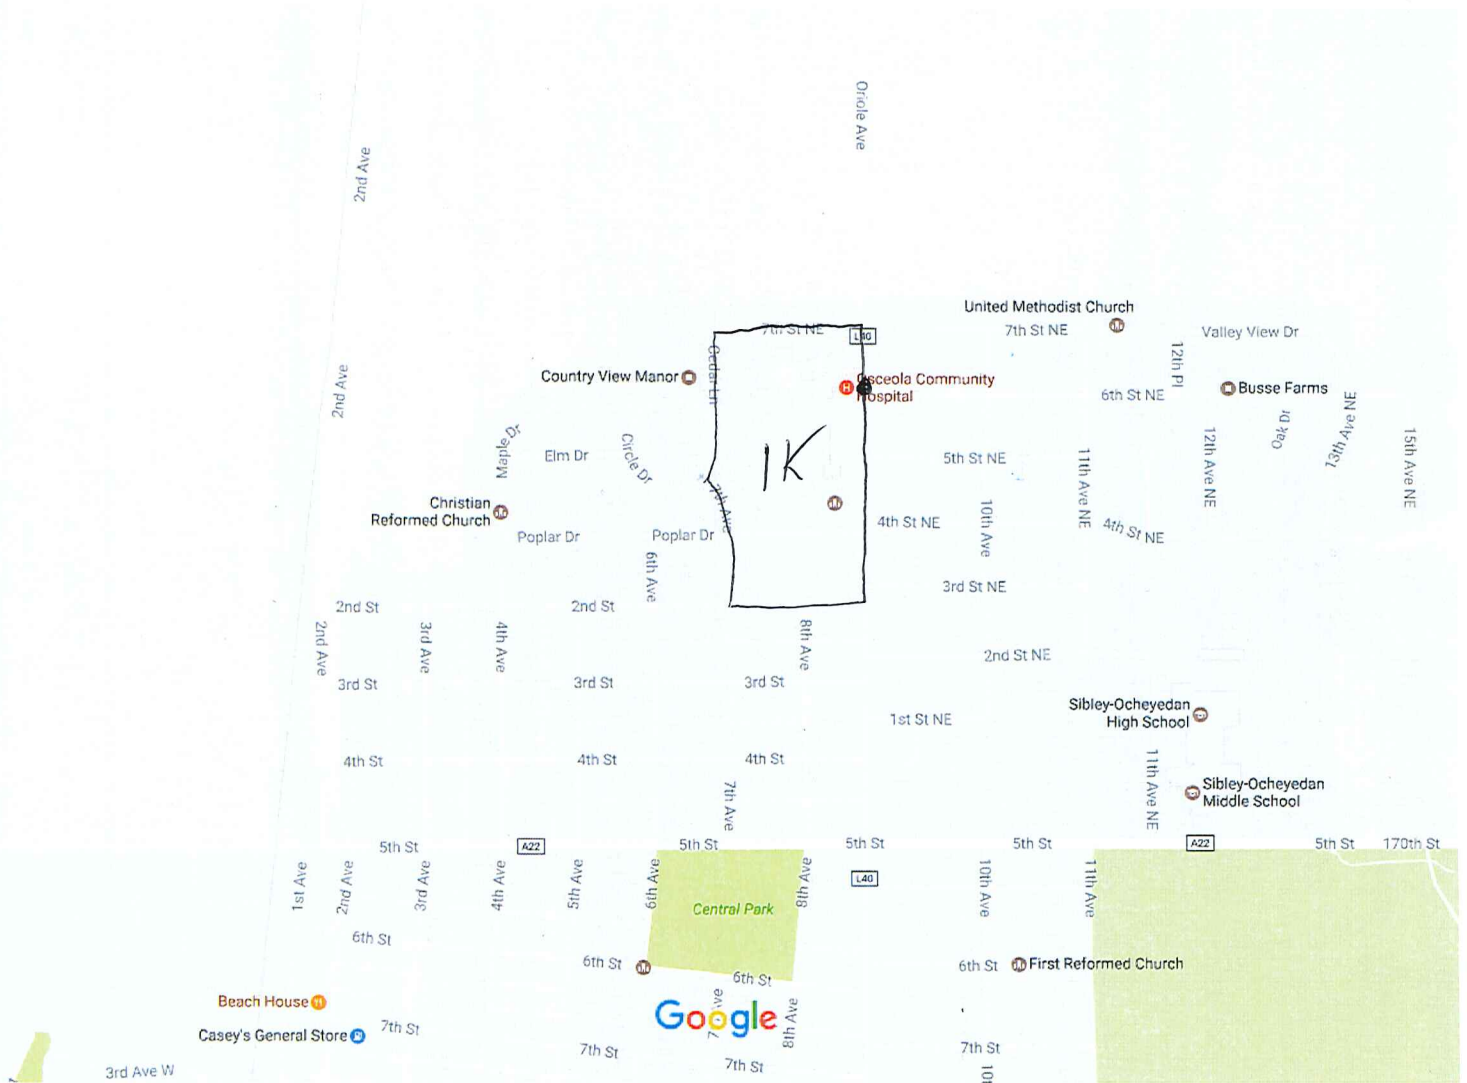 Oriole Ave
2nd Ave
United Methodist Church
7th St NE
L40
7th St NE
Valley View Dr
12th Pl
Cedar Ln
Country View Manor
H
Osceola Community
Hospital
2nd Ave
6th St NE
Busse Farms
13th Ave NE
Oak Dr
Maple Dr
Elm Dr
Circle Dr
1K
5th St NE
11th Ave NE
12th Ave NE
15th Ave NE
7th Ave
Christian
Reformed Church
4th St NE
10th Ave
4th St NE
Poplar Dr
Poplar Dr
6th Ave
3rd St NE
2nd St
2nd St
2nd Ave
3rd Ave
4th Ave
8th Ave
2nd St NE
3rd St
3rd St
3rd St
1st St NE
Sibley-Ocheyedan
High School
4th St
4th St
4th St
7th Ave
11th Ave NE
Sibley-Ocheyedan
Middle School
5th St
A22
5th St
5th St
5th St
A22
5th St
170th St
1st Ave
2nd Ave
3rd Ave
4th Ave
5th Ave
6th Ave
8th Ave
L40
10th Ave
11th Ave
Central Park
6th St
6th St
6th St
6th St
First Reformed Church
Beach House
Casey's General Store
7th St
Google
8th Ave
7th St
7th St
7th St
3rd Ave W